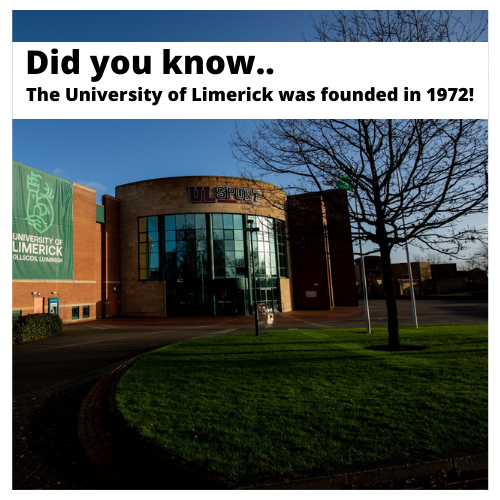 Did you know..
The University of Limerick was founded in 1972!
UL SPORT
UNIVERSITY OF
LIMERICK
OLLSCOIL LUIMNIGH